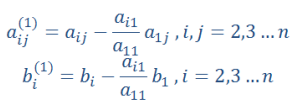 a_{ij}^{(1)} = a_{ij} - \frac{a_{i1}}{a_{11}} a_{1j} , i, j = 2,3 … n
b_i^{(1)} = b_i - \frac{a_{i1}}{a_{11}} b_1 , i = 2,3 … n